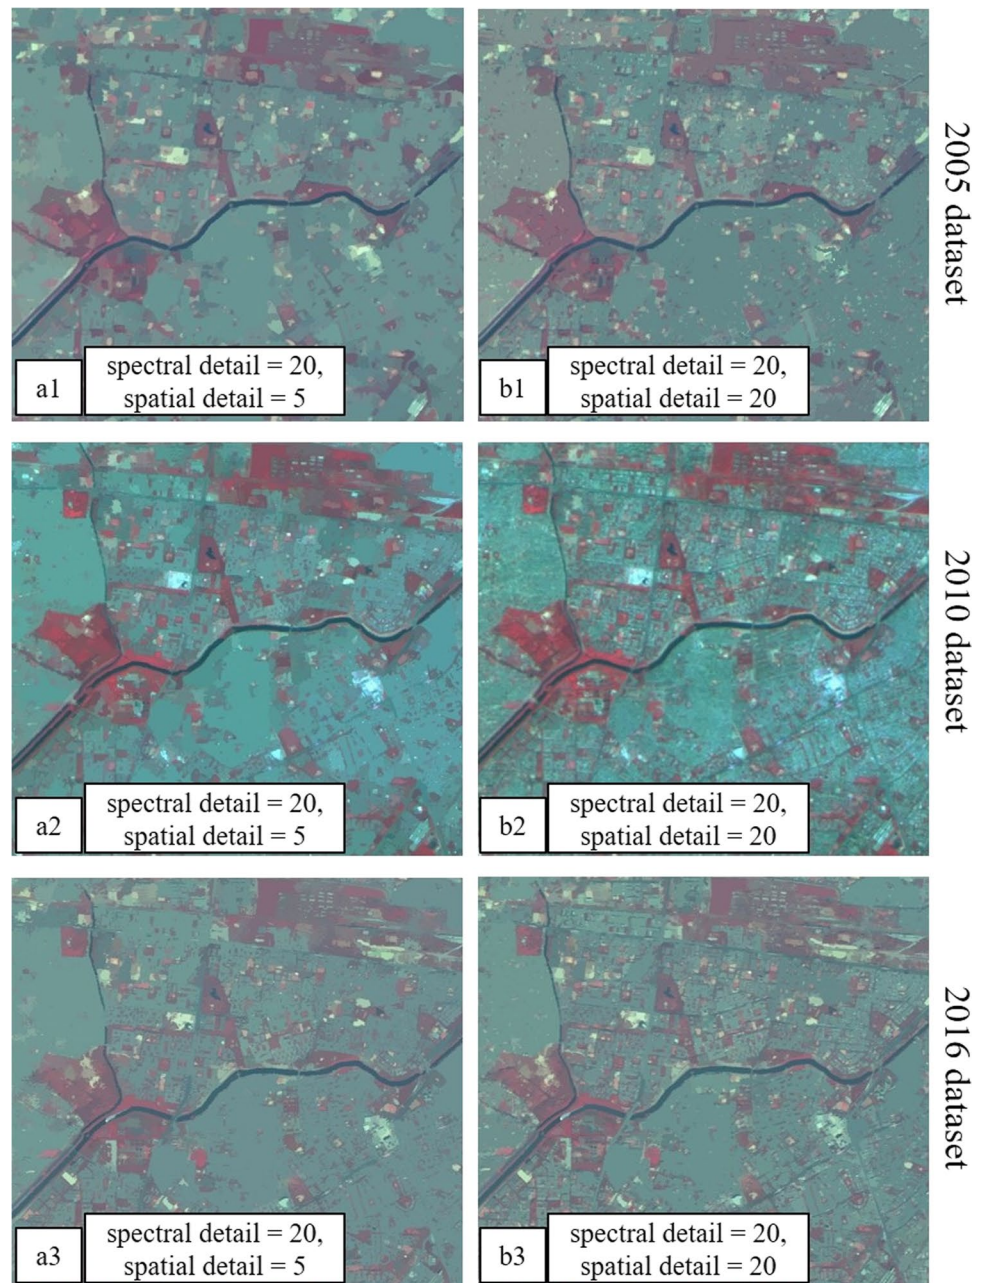 a1
spectral detail = 20,
spatial detail = 5
b1
spectral detail = 20,
spatial detail = 20
2005 dataset
a2
spectral detail = 20,
spatial detail = 5
b2
spectral detail = 20,
spatial detail = 20
2010 dataset
a3
spectral detail = 20,
spatial detail = 5
b3
spectral detail = 20,
spatial detail = 20
2016 dataset